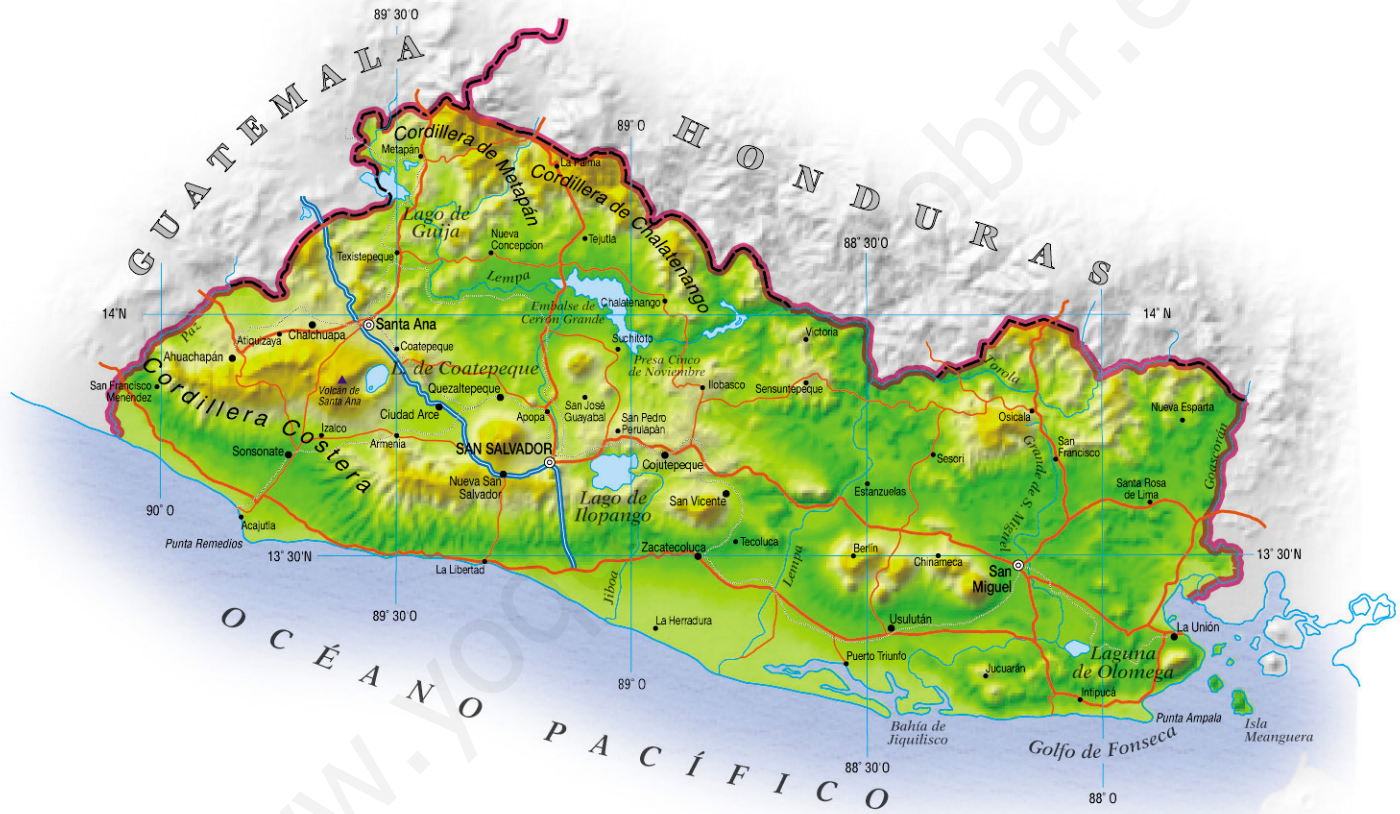 89° 30'O
GUATEMALA
HONDURAS
89° O
Cordillera de Metapán
Metapán
La Palma
Cordillera de Chalatenango
Lago de
Guija
Nueva
Concepcion
Tejutla
Texistepeque
Lempa
88° 30'O
Embalse de
Cerrón Grande
Chalatenango
14°N
14° N
Paz
Santa Ana
Chalchuapa
Atiquizaya
Coatepeque
Suchitoto
Victoria
Ahuachapán
L. de Coatepeque
Presa Cinco
de Noviembre
Torola
San Francisco
Menéndez
Volcán de
Santa Ana
Quezaltepeque
Ilobasco
Sensuntepeque
Cordillera Costera
Ciudad Arce
Apopa
San José
Guayabal
San Pedro
Perulapán
Osicala
Nueva Esparta
Izalco
Armenia
SAN SALVADOR
Sonsonate
Cojutepeque
Sesori
San
Francisco
Goascorán
Grande de S. Miguel
Nueva San
Salvador
Lago de
Ilopango
San Vicente
Estanzuelas
Santa Rosa
de Lima
90° O
Acajutla
Punta Remedios
13° 30'N
La Libertad
Zacatecoluca
Tecoluca
Lempa
Berlín
Chinameca
San
Miguel
13° 30'N
Jiboa
89° 30'O
La Herradura
Usulután
La Unión
Puerto Triunfo
Jucuarán
Laguna
de Olomega
Intipucá
89° O
Bahía de
Jiquilisco
Punta Ampala
Isla
Meanguera
Golfo de Fonseca
OCÉANO PACÍFICO
88° 30'O
88° O